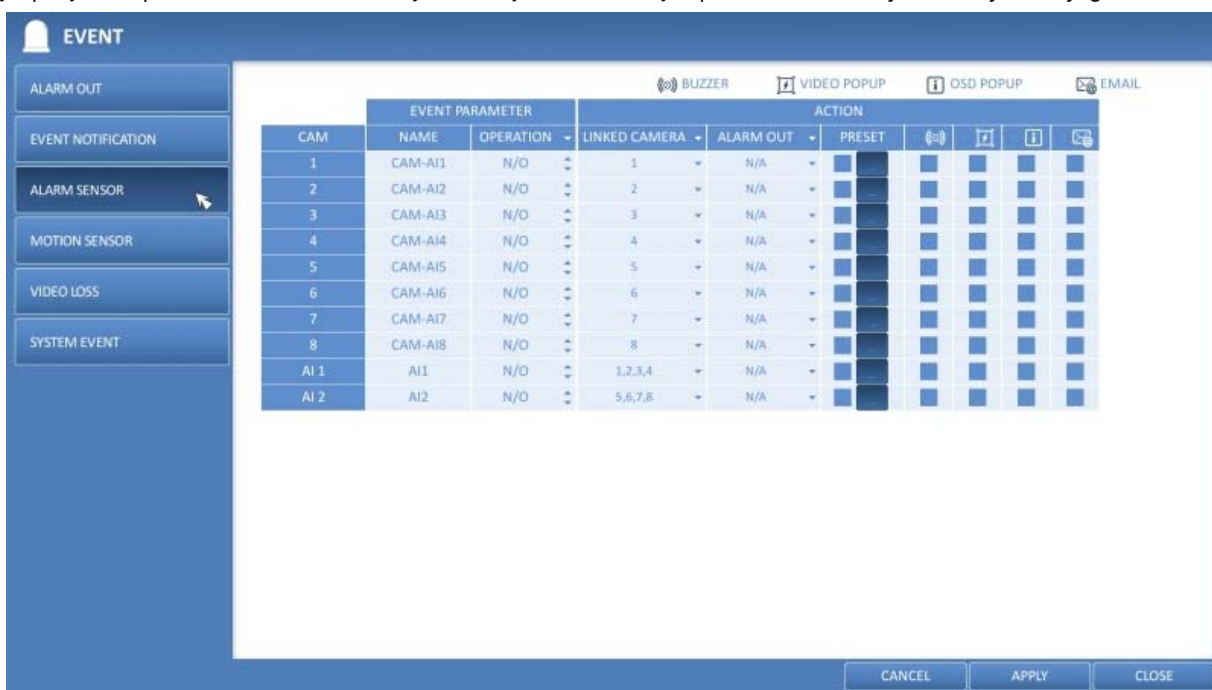 EVENT
ALARM OUT
EVENT NOTIFICATION
ALARM SENSOR
MOTION SENSOR
VIDEO LOSS
SYSTEM EVENT
BUZZER VIDEO POPUP OSD POPUP EMAIL
EVENT PARAMETER ACTION
CAM NAME OPERATION LINKED CAMERA ALARM OUT PRESET
1 CAM-AI1 N/O 1 N/A
2 CAM-AI2 N/O 2 N/A
3 CAM-AI3 N/O 3 N/A
4 CAM-AI4 N/O 4 N/A
5 CAM-AI5 N/O 5 N/A
6 CAM-AI6 N/O 6 N/A
7 CAM-AI7 N/O 7 N/A
8 CAM-AI8 N/O 8 N/A
AI 1 AI1 N/O 1,2,3,4 N/A
AI 2 AI2 N/O 5,6,7,8 N/A
CANCEL APPLY CLOSE